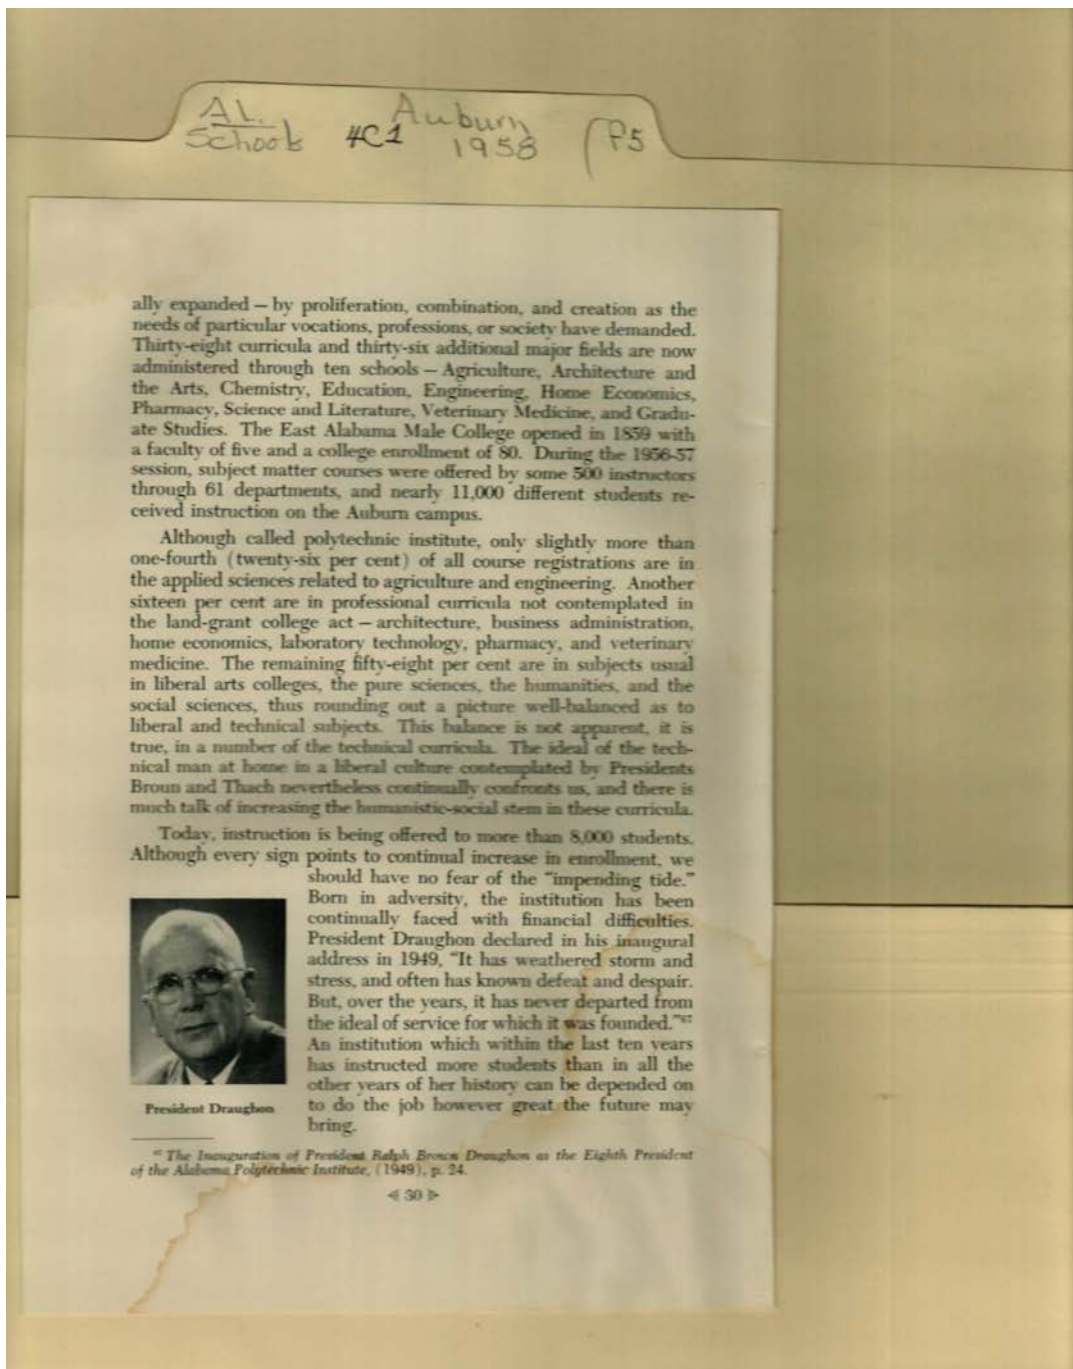 AL. Auburn
Schools 4C1 1958 (P5
ally expanded — by proliferation, combination, and creation as the
needs of particular vocations, professions, or society have demanded.
Thirty-eight curricula and thirty-six additional major fields are now
administered through ten schools — Agriculture, Architecture and
the Arts, Chemistry, Education, Engineering, Home Economics,
Pharmacy, Science and Literature, Veterinary Medicine, and Gradu-
ate Studies. The East Alabama Male College opened in 1859 with
a faculty of five and a college enrollment of 80. During the 1956-57
session, subject matter courses were offered by some 500 instructors
through 61 departments, and nearly 11,000 different students re-
ceived instruction on the Auburn campus.
Although called polytechnic institute, only slightly more than
one-fourth (twenty-six per cent) of all course registrations are in
the applied sciences related to agriculture and engineering. Another
sixteen per cent are in professional curricula not contemplated in
the land-grant college act — architecture, business administration,
home economics, laboratory technology, pharmacy, and veterinary
medicine. The remaining fifty-eight per cent are in subjects usual
in liberal arts colleges, the pure sciences, the humanities, and the
social sciences, thus rounding out a picture well-balanced as to
liberal and technical subjects. This balance is not apparent, it is
true, in a number of the technical curricula. The ideal of the tech-
nical man at home in a liberal culture contemplated by Presidents
Broun and Thach nevertheless continually confronts us, and there is
much talk of increasing the humanistic-social stem in these curricula.
Today, instruction is being offered to more than 8,000 students.
Although every sign points to continual increase in enrollment, we
should have no fear of the "impending tide."
Born in adversity, the institution has been
continually faced with financial difficulties.
President Draughon declared in his inaugural
address in 1949, "It has weathered storm and
stress, and often has known defeat and despair.
But, over the years, it has never departed from
the ideal of service for which it was founded."⁶⁷
An institution which within the last ten years
has instructed more students than in all the
other years of her history can be depended on
to do the job however great the future may
bring.
President Draughon
⁶⁷ The Inauguration of President Ralph Brown Draughon as the Eighth President
of the Alabama Polytechnic Institute, (1949), p. 24.
30